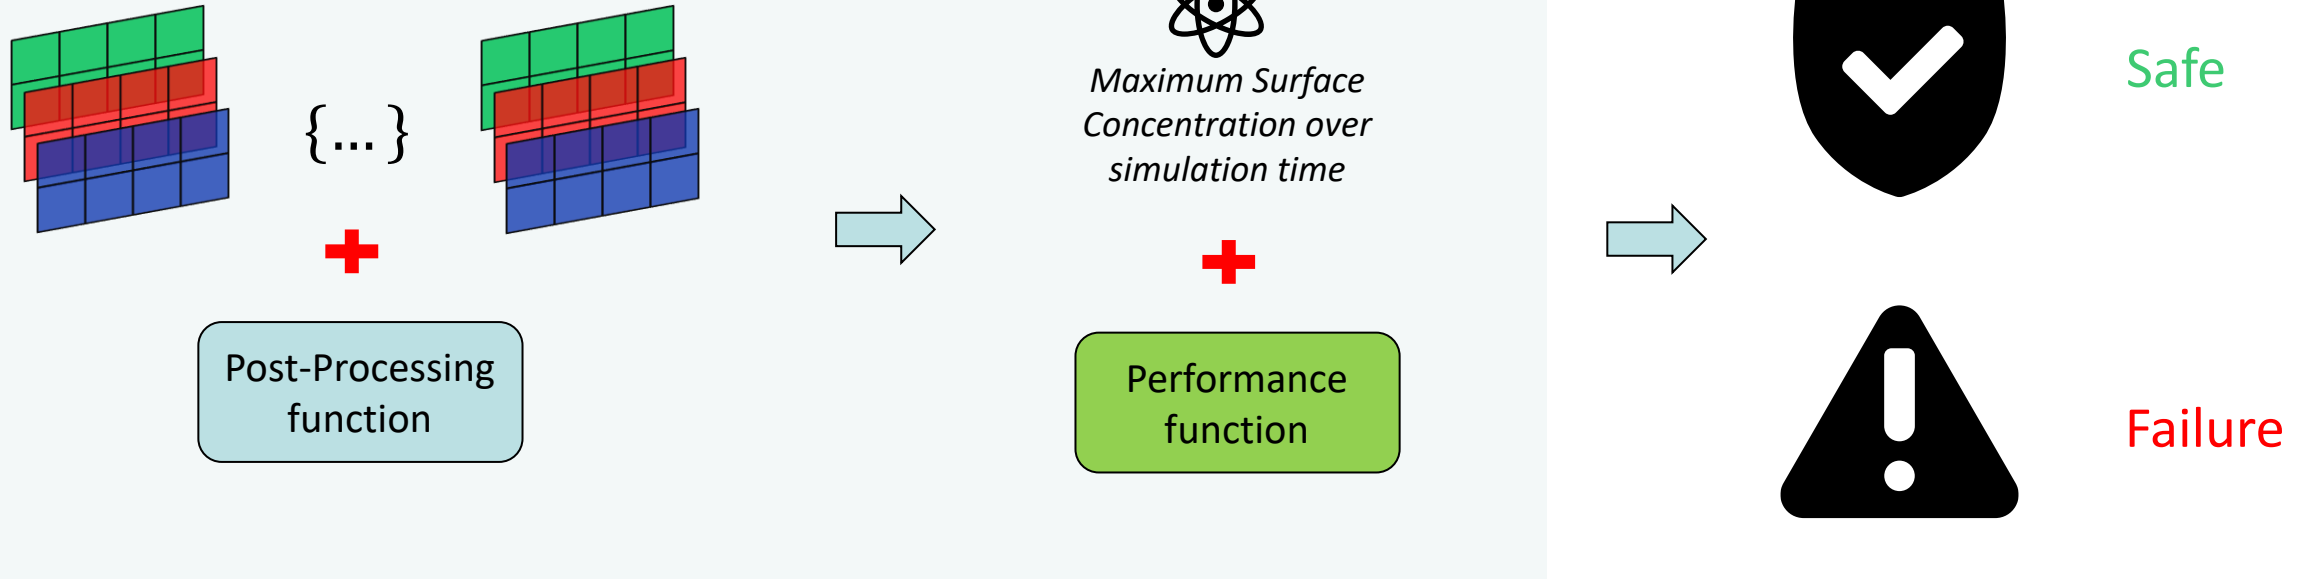 {...}
Maximum Surface
Concentration over
simulation time
Safe
Post-Processing
function
Performance
function
Failure